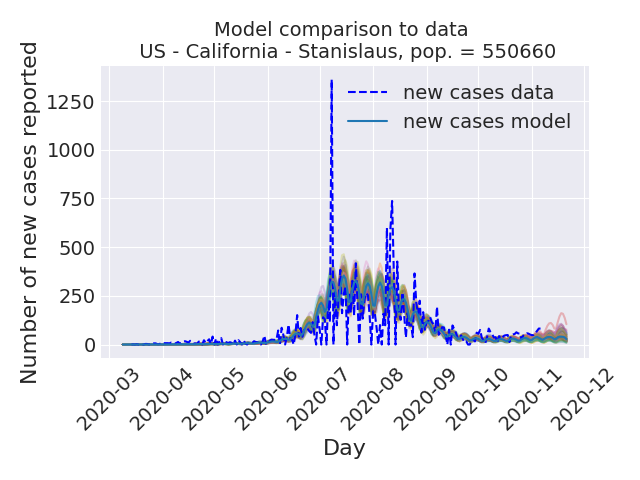 Model comparison to data
US - California - Stanislaus, pop. = 550660
Number of new cases reported
1250
1000
750
500
250
0
new cases data
new cases model
2020-03
2020-04
2020-05
2020-06
2020-07
2020-08
2020-09
2020-10
2020-11
2020-12
Day